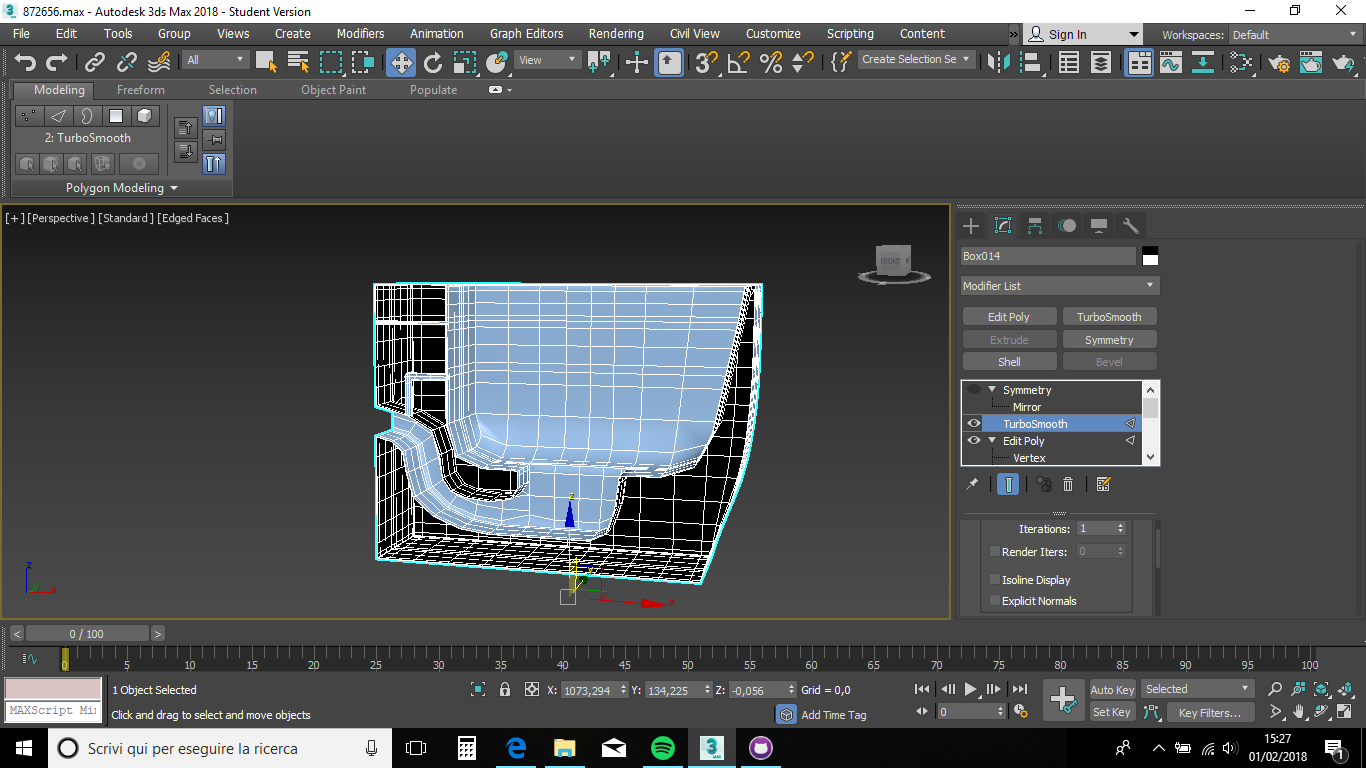 872656.max - Autodesk 3ds Max 2018 - Student Version
File Edit Tools Group Views Create Modifiers Animation Graph Editors Rendering Civil View Customize Scripting Content » Sign In Workspaces: Default
All View Create Selection Se
Modeling Freeform Selection Object Paint Populate
2: TurboSmooth
Polygon Modeling
[+] [Perspective] [Standard] [Edged Faces]
FRONT
z
x
z
y
x
Box014
Modifier List
Edit Poly TurboSmooth
Extrude Symmetry
Shell Bevel
Symmetry
Mirror
TurboSmooth
Edit Poly
Vertex
Iterations: 1
Render Iters: 0
Isoline Display
Explicit Normals
< 0 / 100 >
0 5 10 15 20 25 30 35 40 45 50 55 60 65 70 75 80 85 90 95 100
1 Object Selected X: 1073,294 Y: 134,225 Z: -0,056 Grid = 0,0 Auto Key Selected
MAXScript Mi
Click and drag to select and move objects Add Time Tag 0 Set Key Key Filters...
Scrivi qui per eseguire la ricerca
3 MAX
15:27
01/02/2018
1